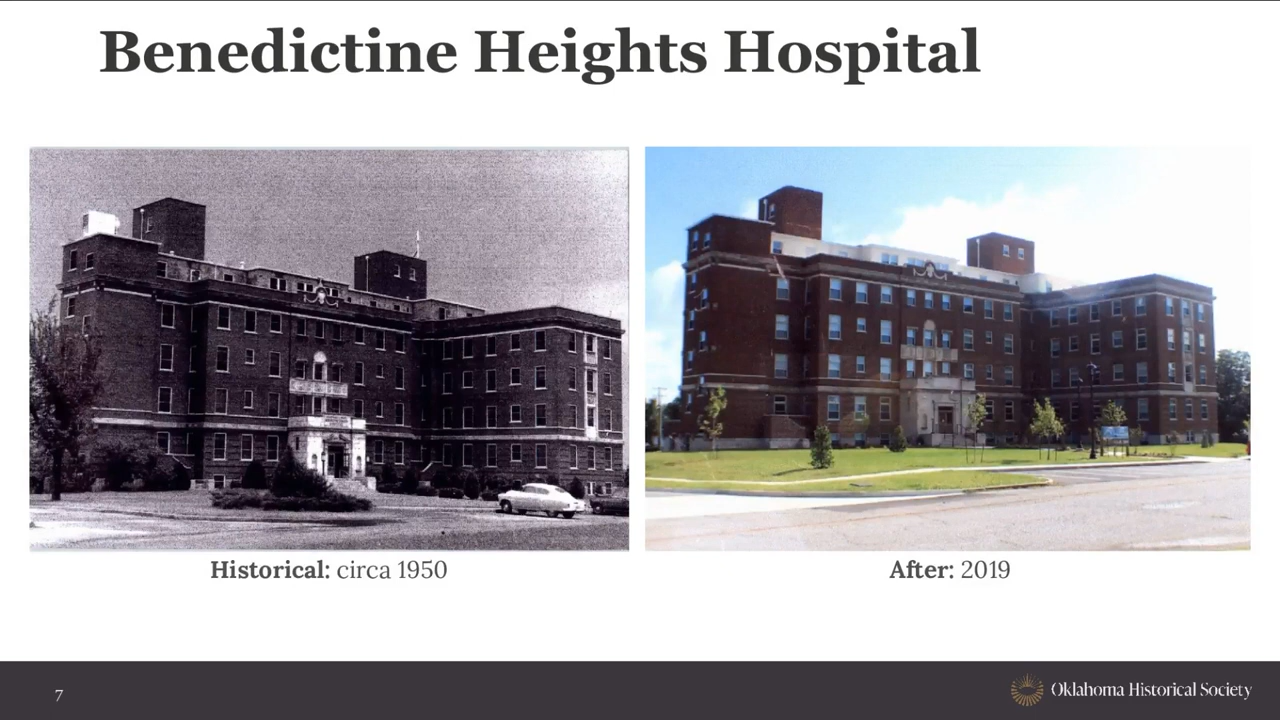 Benedictine Heights Hospital
Historical: circa 1950
After: 2019
7
Oklahoma Historical Society